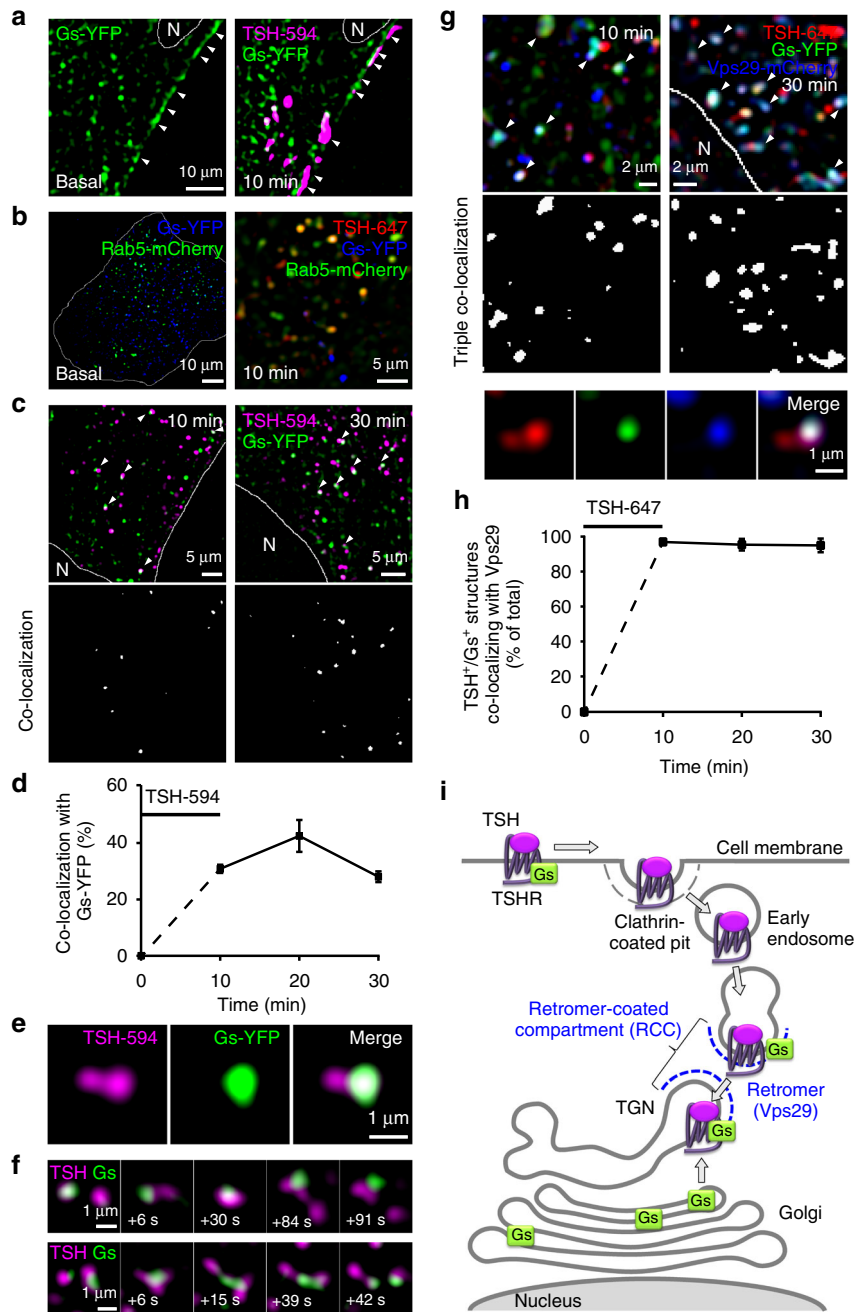 a
Gs-YFP
N
Basal
10 μm
TSH-594
Gs-YFP
N
10 min
10 μm
b
Gs-YFP
Rab5-mCherry
Basal
10 μm
TSH-647
Gs-YFP
Rab5-mCherry
10 min
5 μm
c
10 min
N
5 μm
TSH-594
30 min
Gs-YFP
N
5 μm
Co-localization
d
TSH-594
Co-localization with
Gs-YFP (%)
60
40
20
0
0
10
20
30
Time (min)
e
TSH-594
Gs-YFP
Merge
1 μm
f
TSH Gs
1 μm
+6 s
+30 s
+84 s
+91 s
TSH Gs
1 μm
+6 s
+15 s
+39 s
+42 s
g
10 min
2 μm
TSH-647
Gs-YFP
Vps29-mCherry
30 min
N
2 μm
Triple co-localization
Merge
1 μm
h
TSH-647
TSH+/Gs+ structures
co-localizing with Vps29
(% of total)
100
80
60
40
20
0
0
10
20
30
Time (min)
i
TSH
Cell membrane
Gs
TSHR
Clathrin-
coated pit
Early
endosome
Retromer-coated
compartment (RCC)
Gs
Retromer
(Vps29)
TGN
Gs
Gs
Gs
Gs
Golgi
Nucleus